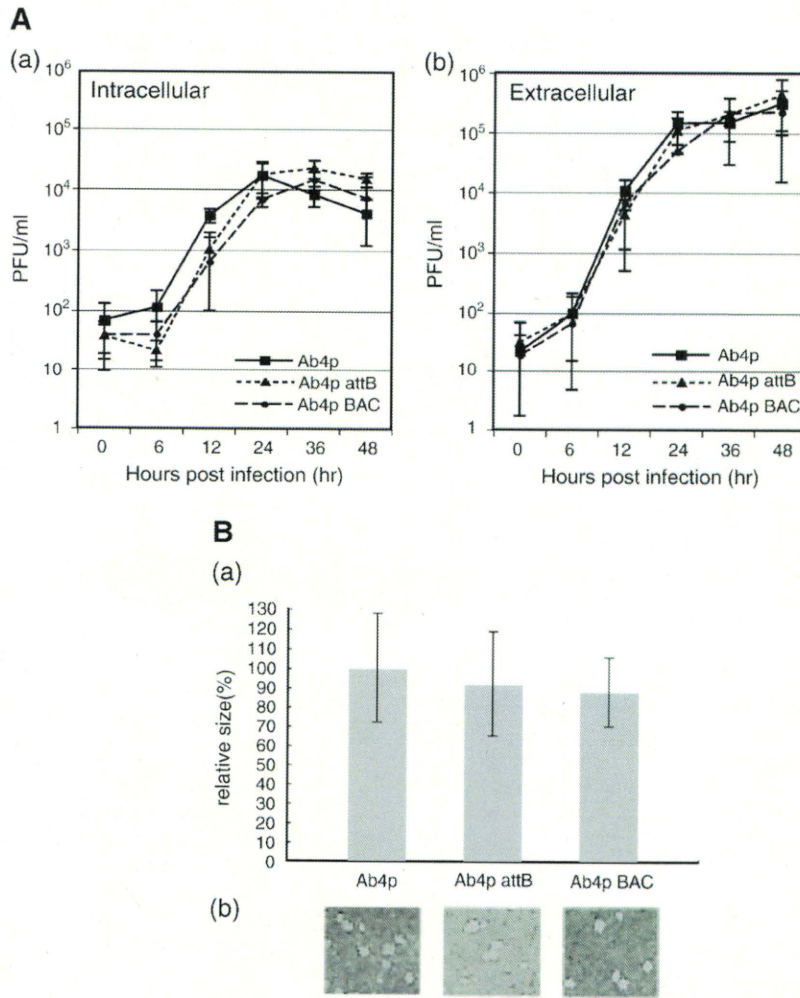 A
(a)
Intracellular
PFU/ml
10⁶
10⁵
10⁴
10³
10²
10
1
Ab4p
Ab4p attB
Ab4p BAC
0 6 12 24 36 48
Hours post infection (hr)
(b)
Extracellular
PFU/ml
10⁶
10⁵
10⁴
10³
10²
10
1
Ab4p
Ab4p attB
Ab4p BAC
0 6 12 24 36 48
Hours post infection (hr)
B
(a)
relative size(%)
130
120
110
100
90
80
70
60
50
40
30
20
10
0
Ab4p Ab4p attB Ab4p BAC
(b)